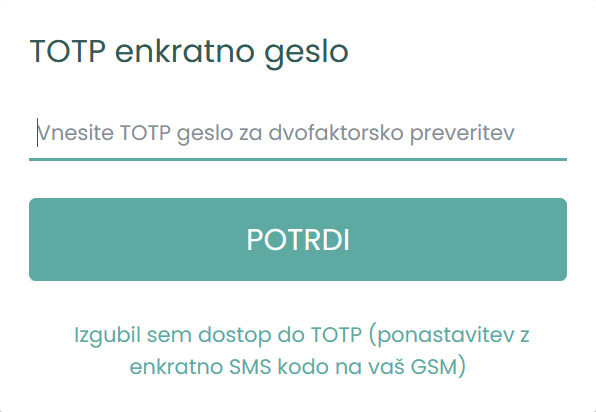 TOTP enkratno geslo
Vnesite TOTP geslo za dvofaktorsko preveritev
POTRDI
Izgubil sem dostop do TOTP (ponastavitev z
enkratno SMS kodo na vaš GSM)